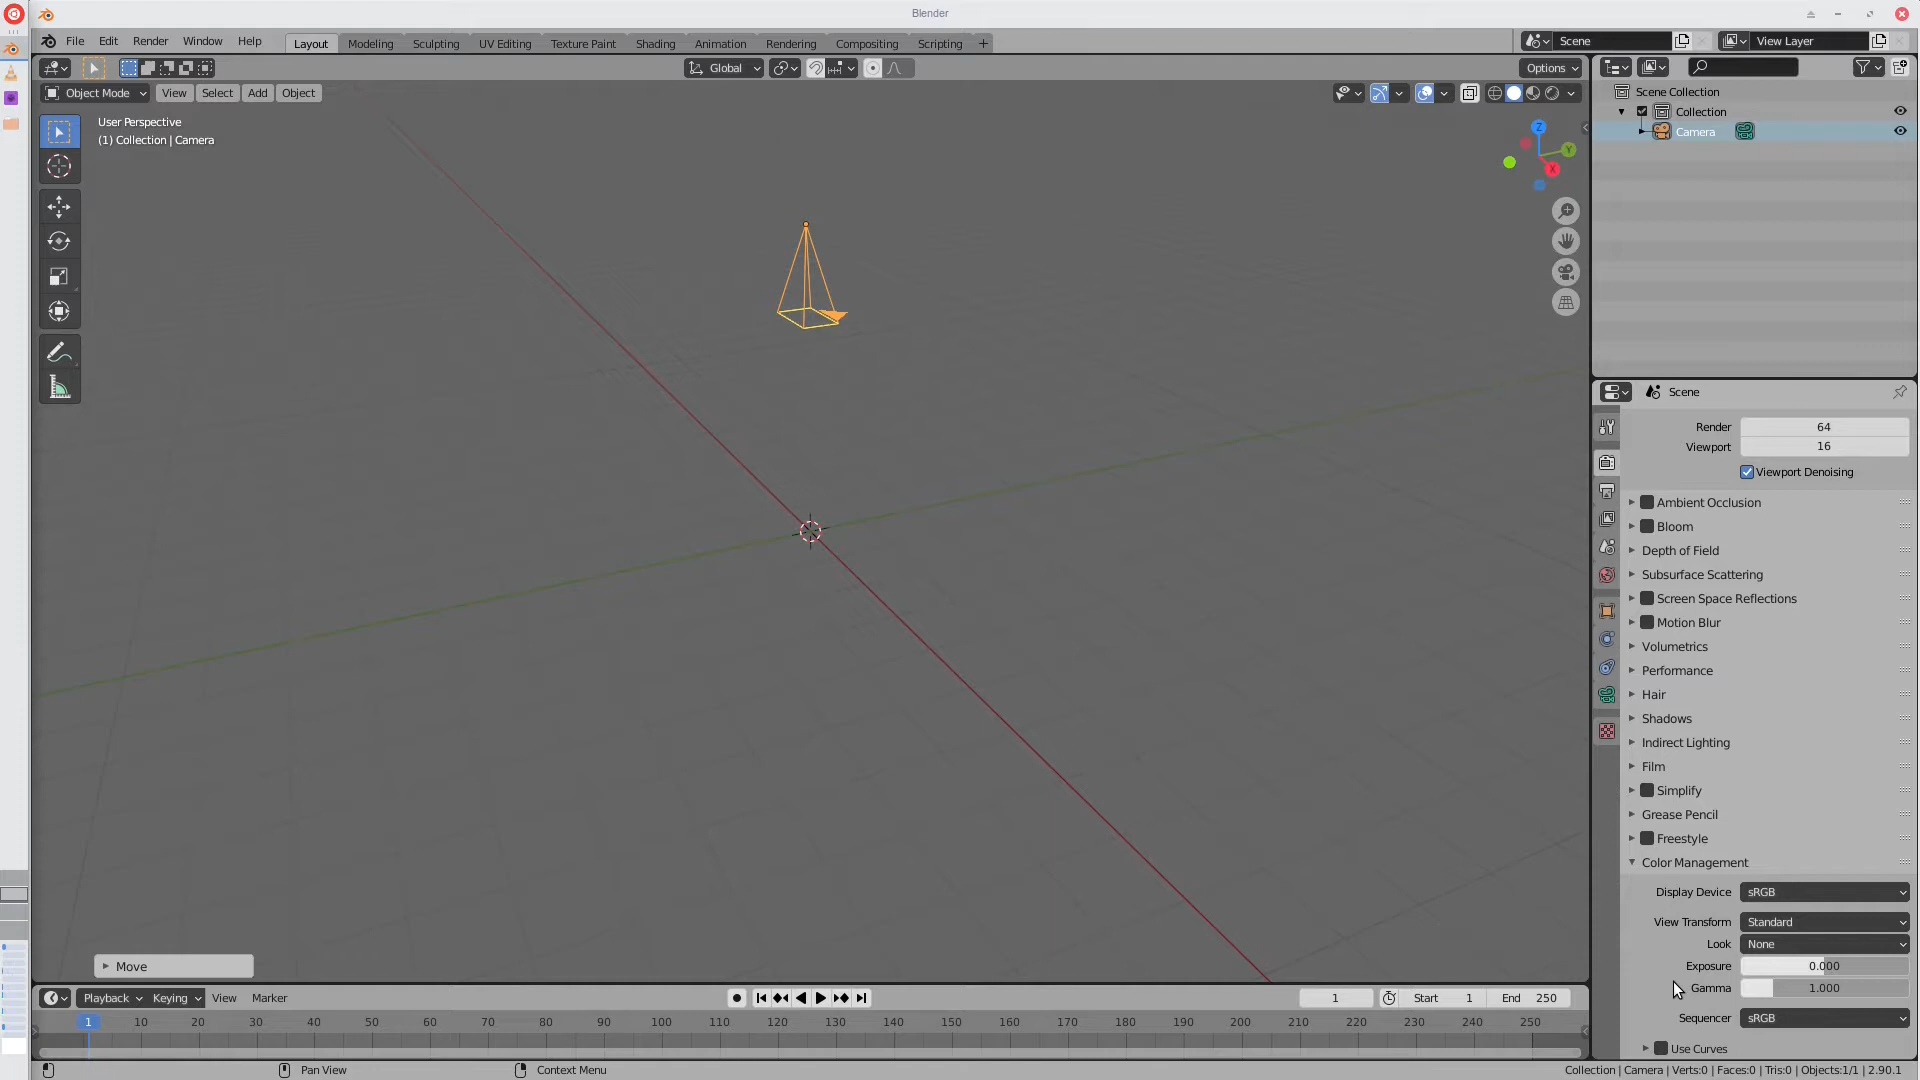 Blender
File Edit Render Window Help
Layout Modeling Sculpting UV Editing Texture Paint Shading Animation Rendering Compositing Scripting +
Scene
View Layer
Global
Options
Object Mode View Select Add Object
User Perspective
(1) Collection | Camera
Z
Y
X
Scene Collection
Collection
Camera
Scene
Render 64
Viewport 16
Viewport Denoising
Ambient Occlusion
Bloom
Depth of Field
Subsurface Scattering
Screen Space Reflections
Motion Blur
Volumetrics
Performance
Hair
Shadows
Indirect Lighting
Film
Simplify
Grease Pencil
Freestyle
Color Management
Display Device sRGB
View Transform Standard
Look None
Exposure 0.000
Gamma 1.000
Sequencer sRGB
Use Curves
Move
Playback Keying View Marker
1 Start 1 End 250
1 10 20 30 40 50 60 70 80 90 100 110 120 130 140 150 160 170 180 190 200 210 220 230 240 250
Pan View
Context Menu
Collection | Camera | Verts:0 | Faces:0 | Tris:0 | Objects:1/1 | 2.90.1